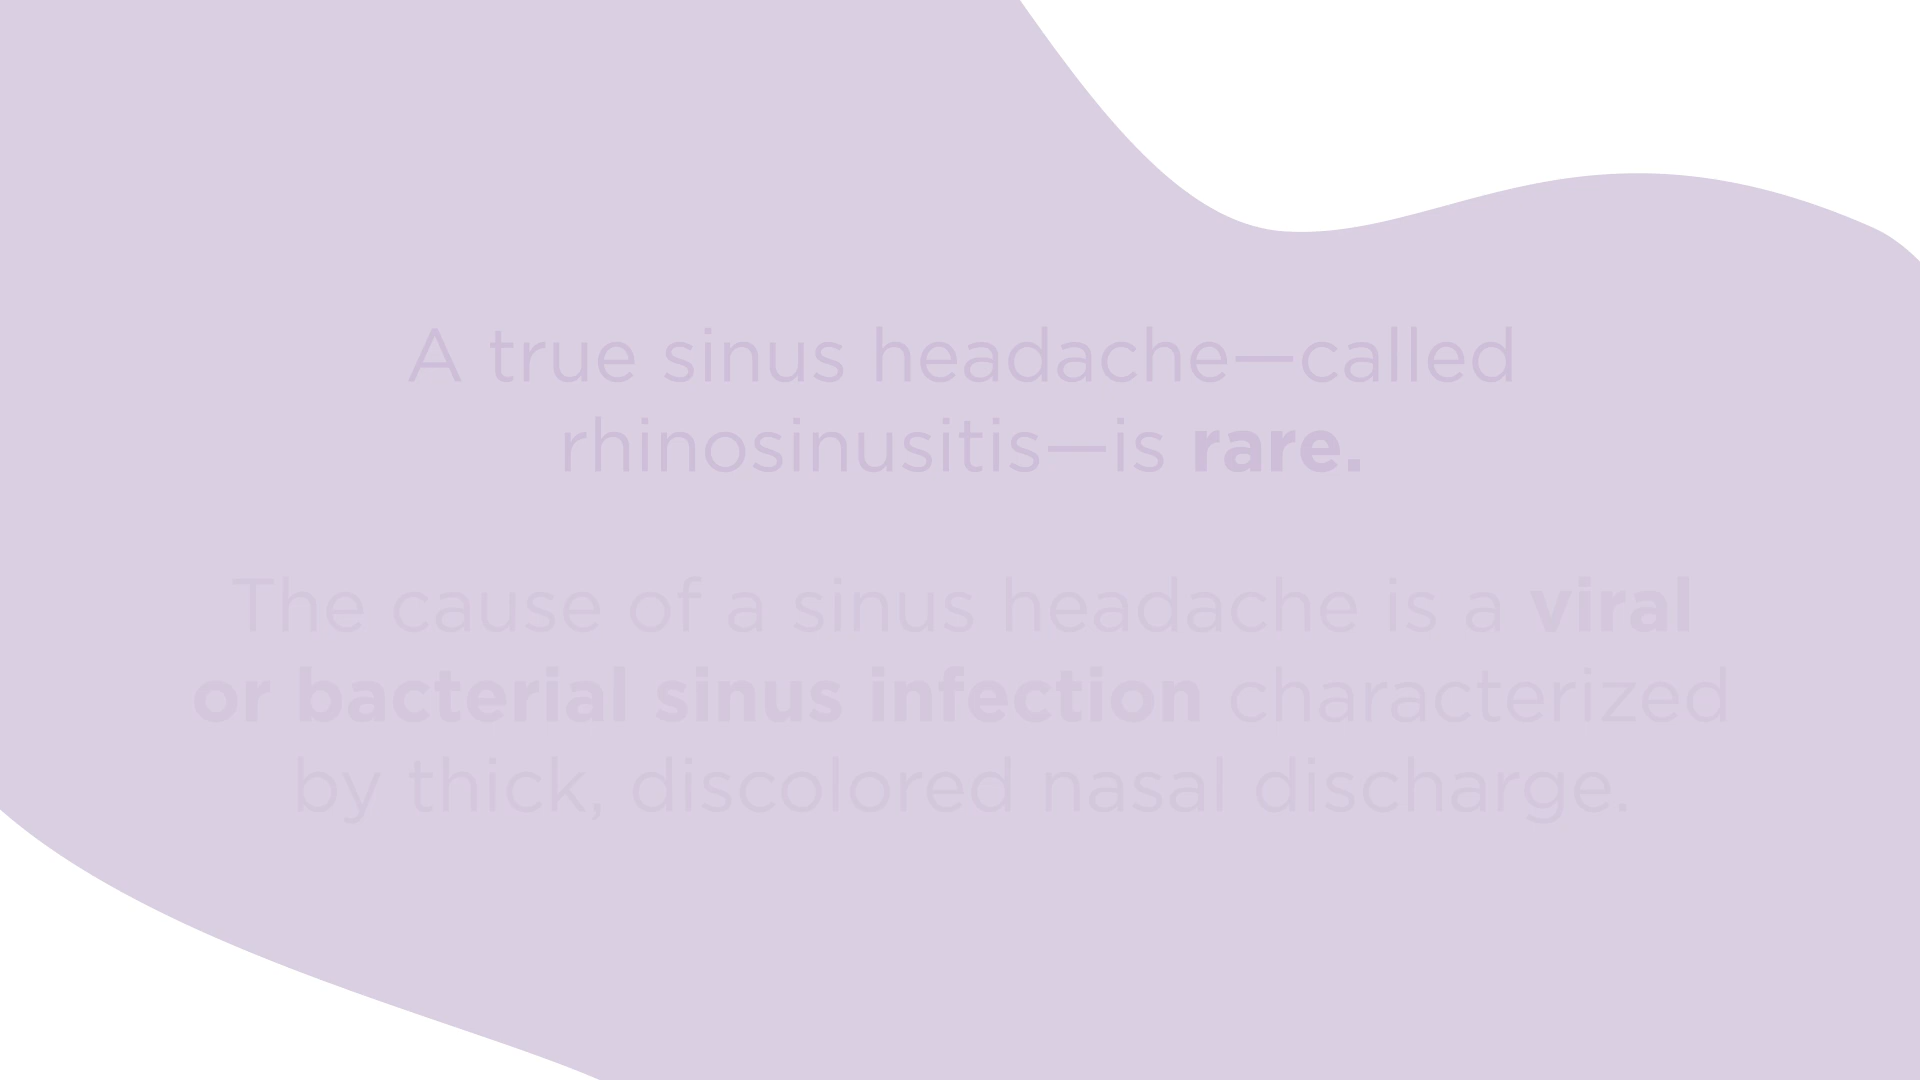 A true sinus headache—called
rhinosinusitis—is rare.
The cause of a sinus headache is a viral
or bacterial sinus infection characterized
by thick, discolored nasal discharge.